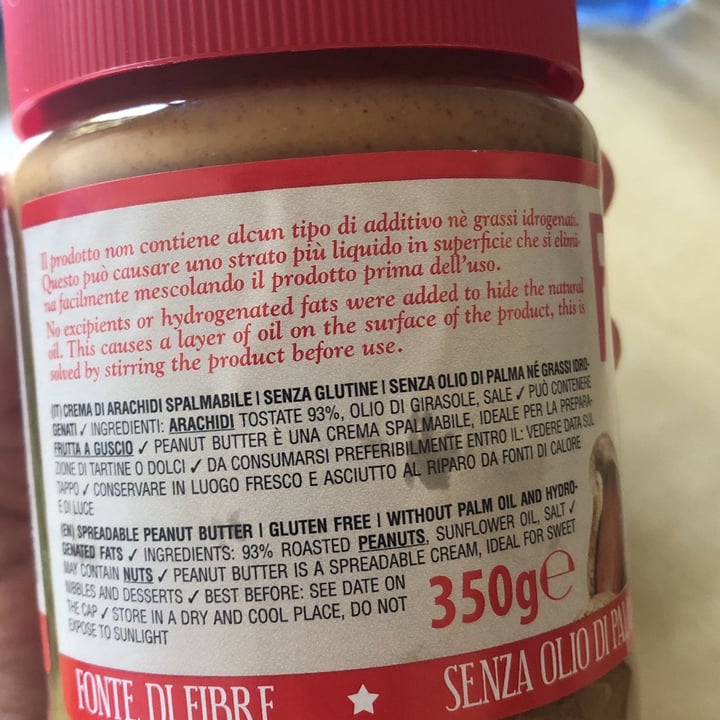 Il prodotto non contiene alcun tipo di additivo nè grassi idrogenati.
Questo può causare uno strato più liquido in superficie che si elimi-
na facilmente mescolando il prodotto prima dell'uso.
No excipients or hydrogenated fats were added to hide the natural
oil. This causes a layer of oil on the surface of the product, this is
solved by stirring the product before use.
(IT) CREMA DI ARACHIDI SPALMABILE | SENZA GLUTINE | SENZA OLIO DI PALMA NÉ GRASSI IDRO-
GENATI ✓ INGREDIENTI: ARACHIDI TOSTATE 93%, OLIO DI GIRASOLE, SALE ✓ PUÒ CONTENERE
FRUTTA A GUSCIO ✓ PEANUT BUTTER È UNA CREMA SPALMABILE, IDEALE PER LA PREPARA-
ZIONE DI TARTINE O DOLCI ✓ DA CONSUMARSI PREFERIBILMENTE ENTRO IL: VEDERE DATA SUL
TAPPO ✓ CONSERVARE IN LUOGO FRESCO E ASCIUTTO AL RIPARO DA FONTI DI CALORE
E DI LUCE
(EN) SPREADABLE PEANUT BUTTER | GLUTEN FREE | WITHOUT PALM OIL AND HYDRO-
GENATED FATS ✓ INGREDIENTS: 93% ROASTED PEANUTS, SUNFLOWER OIL, SALT ✓
MAY CONTAIN NUTS ✓ PEANUT BUTTER IS A SPREADABLE CREAM, IDEAL FOR SWEET
NIBBLES AND DESSERTS ✓ BEST BEFORE: SEE DATE ON
THE CAP ✓ STORE IN A DRY AND COOL PLACE, DO NOT
EXPOSE TO SUNLIGHT
350g℮
FONTE DI FIBRE ★ SENZA OLIO DI